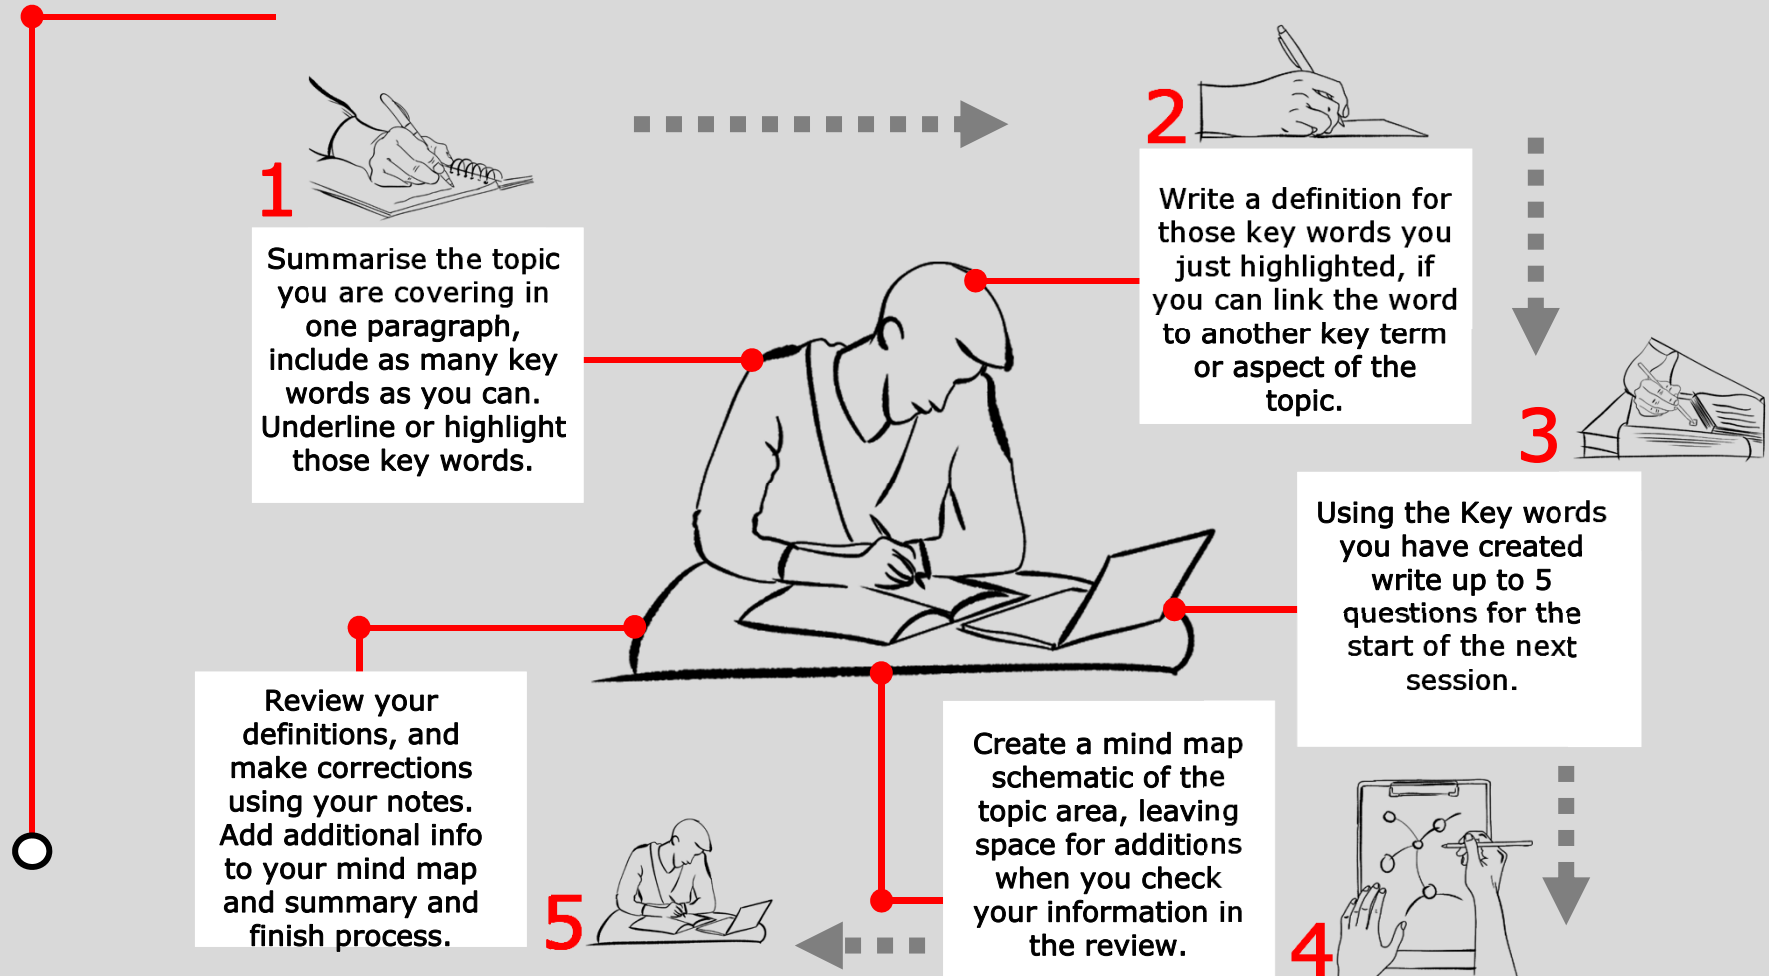 1
Summarise the topic
you are covering in
one paragraph,
include as many key
words as you can.
Underline or highlight
those key words.
2
Write a definition for
those key words you
just highlighted, if
you can link the word
to another key term
or aspect of the
topic.
3
Using the Key words
you have created
write up to 5
questions for the
start of the next
session.
4
Create a mind map
schematic of the
topic area, leaving
space for additions
when you check
your information in
the review.
5
Review your
definitions, and
make corrections
using your notes.
Add additional info
to your mind map
and summary and
finish process.